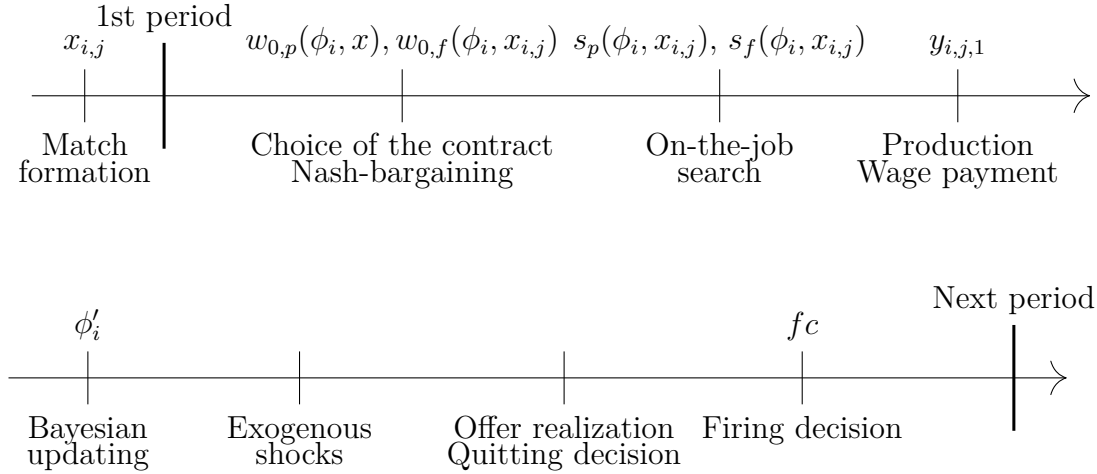 1st period
x_{i,j}
w_{0,p}(ϕ_i, x), w_{0,f}(ϕ_i, x_{i,j})
s_p(ϕ_i, x_{i,j}), s_f(ϕ_i, x_{i,j})
y_{i,j,1}
Match
formation
Choice of the contract
Nash-bargaining
On-the-job
search
Production
Wage payment
Next period
ϕ′_i
fc
Bayesian
updating
Exogenous
shocks
Offer realization
Quitting decision
Firing decision